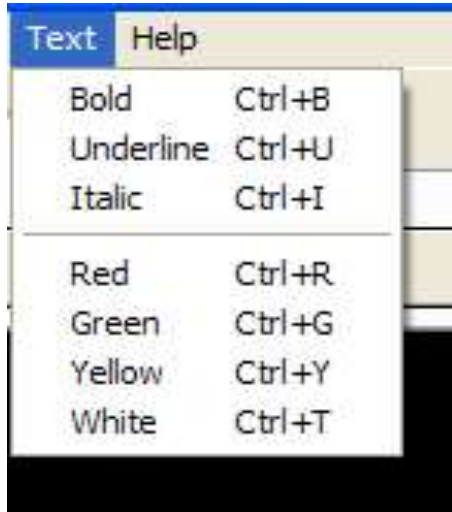 Text Help
Bold Ctrl+B
Underline Ctrl+U
Italic Ctrl+I
Red Ctrl+R
Green Ctrl+G
Yellow Ctrl+Y
White Ctrl+T